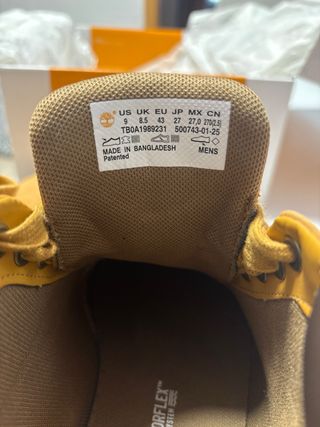 US UK EU JP MX CN
9 8.5 43 27 27,0 270(2.5)
TB0A1989231 500743-01-25
MADE IN BANGLADESH
Patented MENS